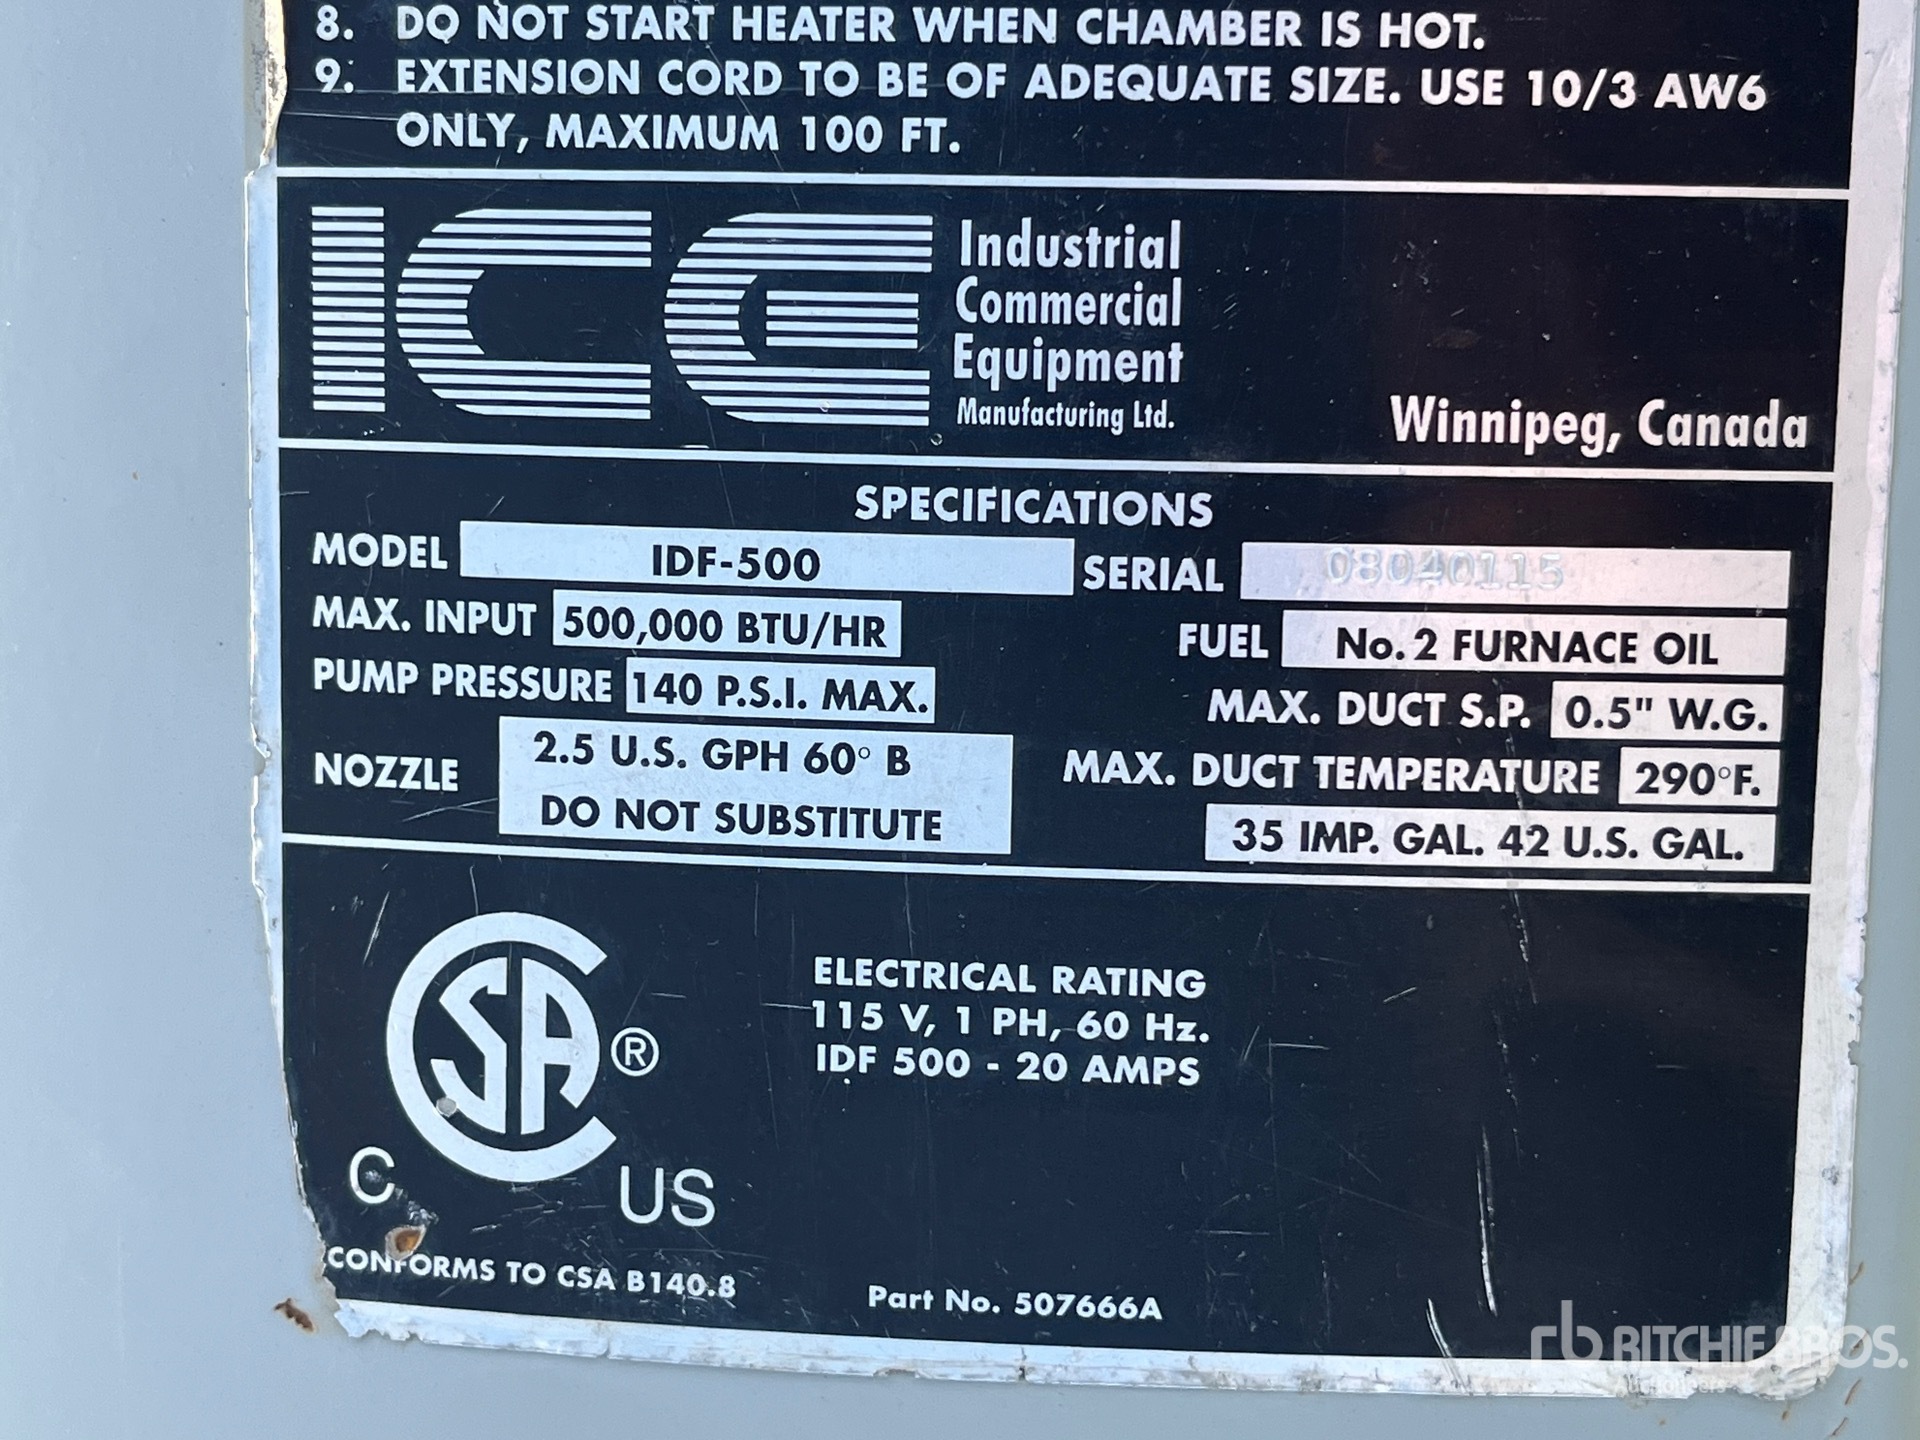 8. DO NOT START HEATER WHEN CHAMBER IS HOT.
9. EXTENSION CORD TO BE OF ADEQUATE SIZE. USE 10/3 AW6
ONLY, MAXIMUM 100 FT.
ICE
Industrial
Commercial
Equipment
Manufacturing Ltd.
Winnipeg, Canada
SPECIFICATIONS
MODEL IDF-500 SERIAL 08040115
MAX. INPUT 500,000 BTU/HR FUEL No.2 FURNACE OIL
PUMP PRESSURE 140 P.S.I. MAX. MAX. DUCT S.P. 0.5" W.G.
NOZZLE 2.5 U.S. GPH 60° B
DO NOT SUBSTITUTE
MAX. DUCT TEMPERATURE 290°F.
35 IMP. GAL. 42 U.S. GAL.
CSA ®
C US
ELECTRICAL RATING
115 V, 1 PH, 60 Hz.
IDF 500 - 20 AMPS
CONFORMS TO CSA B140.8
Part No. 507666A
rb RITCHIE BROS.
Auctioneers